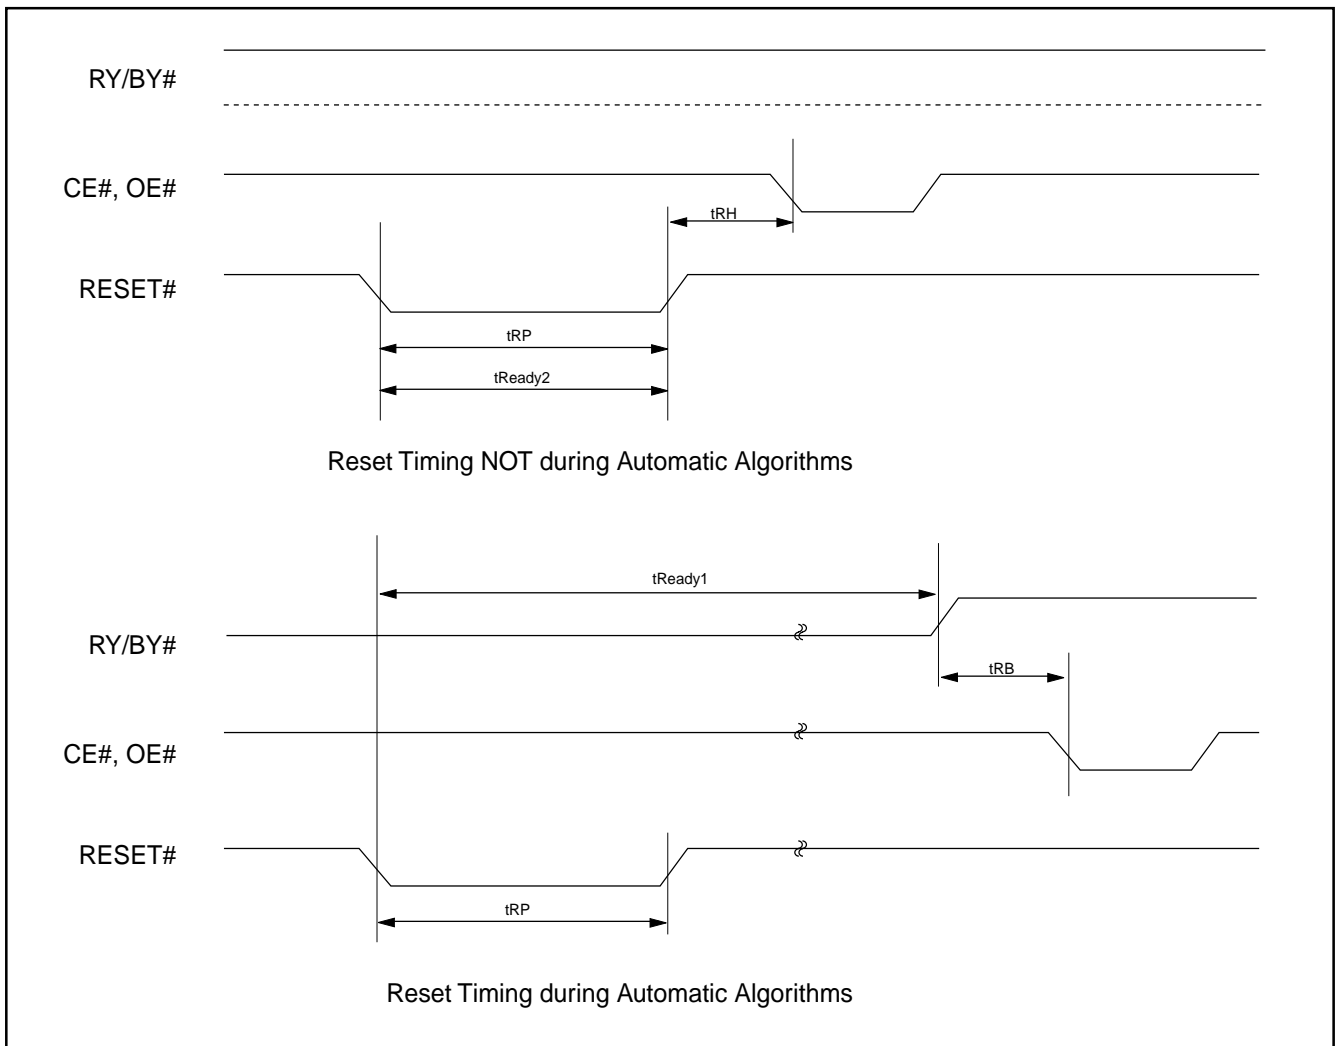 RY/BY#
CE#, OE#
tRH
RESET#
tRP
tReady2
Reset Timing NOT during Automatic Algorithms
tReady1
RY/BY#
tRB
CE#, OE#
RESET#
tRP
Reset Timing during Automatic Algorithms